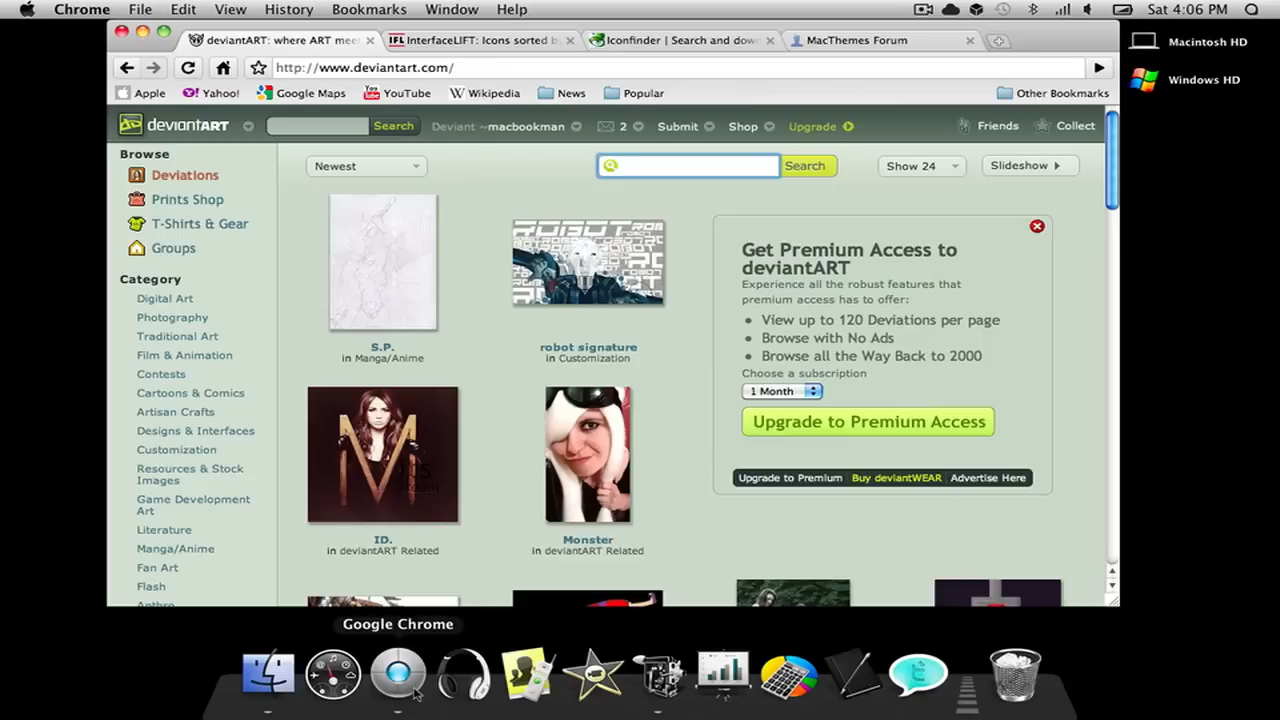 Chrome File Edit View History Bookmarks Window Help Sat 4:06 PM
deviantART: where ART mee InterfaceLIFT: Icons sorted b Iconfinder | Search and dow MacThemes Forum
http://www.deviantart.com/
Apple Yahoo! Google Maps YouTube Wikipedia News Popular Other Bookmarks
deviantART Search Deviant ~macbookman 2 Submit Shop Upgrade Friends Collect
Macintosh HD
Windows HD
Browse
Deviations
Prints Shop
T-Shirts & Gear
Groups
Category
Digital Art
Photography
Traditional Art
Film & Animation
Contests
Cartoons & Comics
Artisan Crafts
Designs & Interfaces
Customization
Resources & Stock
Images
Game Development
Art
Literature
Manga/Anime
Fan Art
Flash
Anthro
Newest Search Show 24 Slideshow
ROBOT
S.P.
in Manga/Anime
robot signature
in Customization
M
ID.
in deviantART Related
Monster
in deviantART Related
Get Premium Access to
deviantART
Experience all the robust features that
premium access has to offer:
• View up to 120 Deviations per page
• Browse with No Ads
• Browse all the Way Back to 2000
Choose a subscription
1 Month
Upgrade to Premium Access
Upgrade to Premium Buy deviantWEAR Advertise Here
Google Chrome